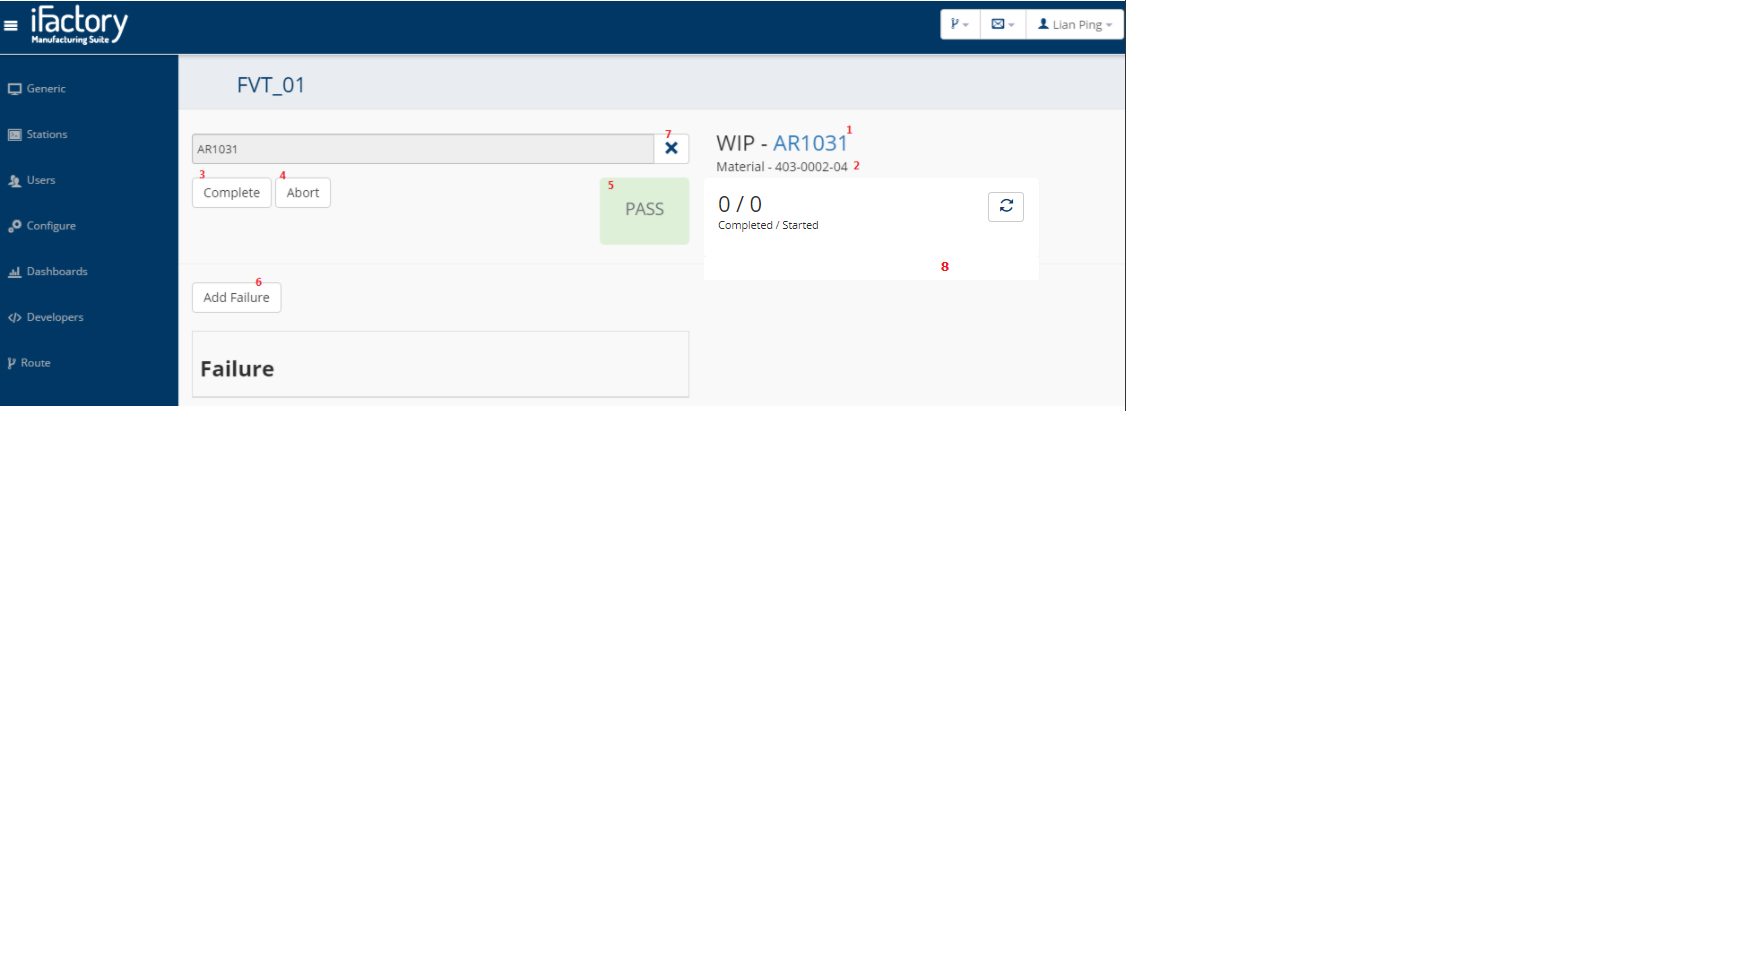 iFactory
Manufacturing Suite
Lian Ping
Generic
Stations
Users
Configure
Dashboards
Developers
Route
FVT_01
AR1031
7
3
Complete
4
Abort
5
PASS
6
Add Failure
Failure
WIP - AR1031 1
Material - 403-0002-04 2
0 / 0
Completed / Started
8